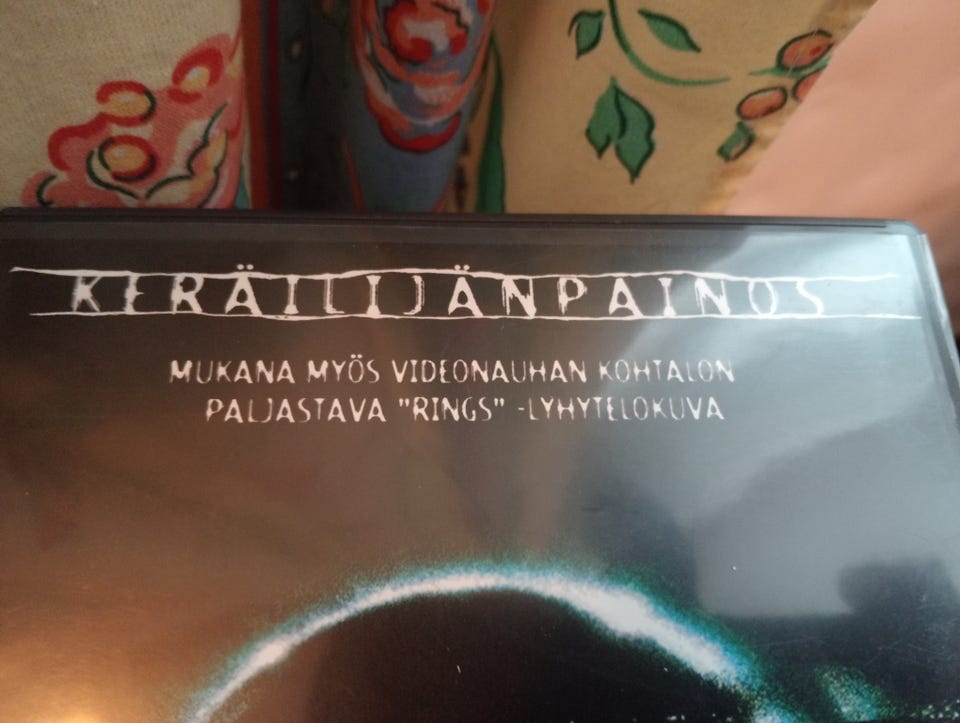 KERÄILIJÄNPAINOS
MUKANA MYÖS VIDEONAUHAN KOHTALON
PALJASTAVA "RINGS" -LYHYTELOKUVA